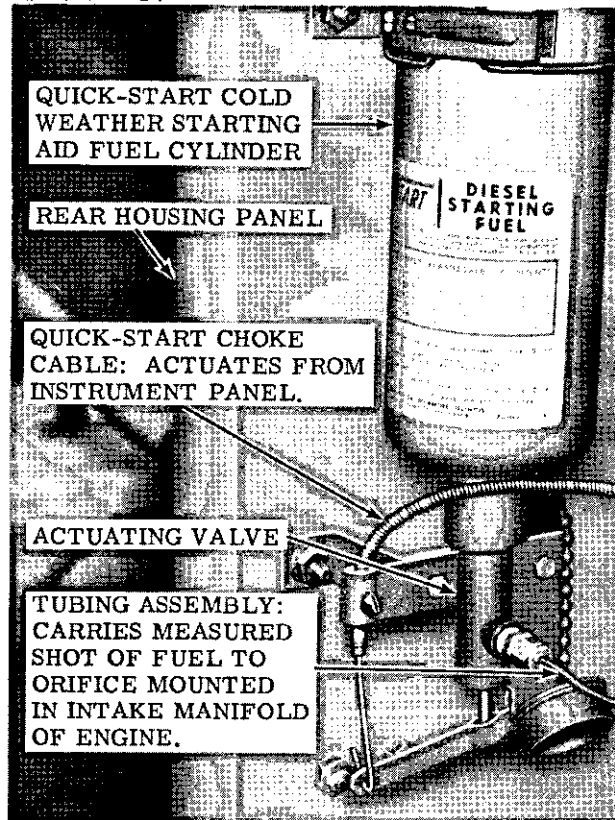 QUICK-START COLD
WEATHER STARTING
AID FUEL CYLINDER
ART DIESEL
STARTING
FUEL
REAR HOUSING PANEL
QUICK-START CHOKE
CABLE: ACTUATES FROM
INSTRUMENT PANEL.
ACTUATING VALVE
TUBING ASSEMBLY:
CARRIES MEASURED
SHOT OF FUEL TO
ORIFICE MOUNTED
IN INTAKE MANIFOLD
OF ENGINE.